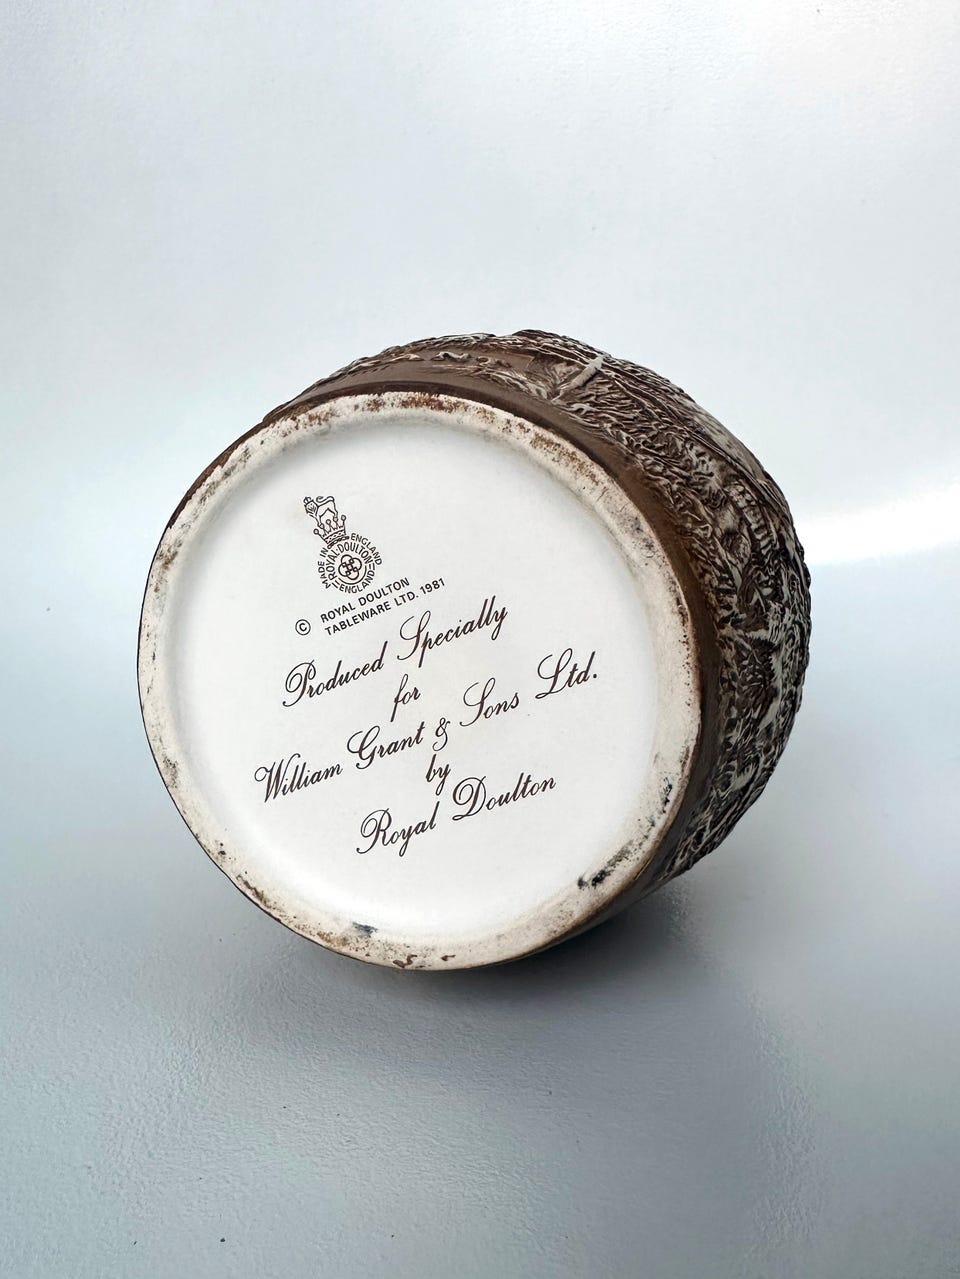 MADE IN ENGLAND
ROYAL·DOULTON
ENGLAND
© ROYAL DOULTON
TABLEWARE LTD. 1981
Produced Specially
for
William Grant & Sons Ltd.
by
Royal Doulton